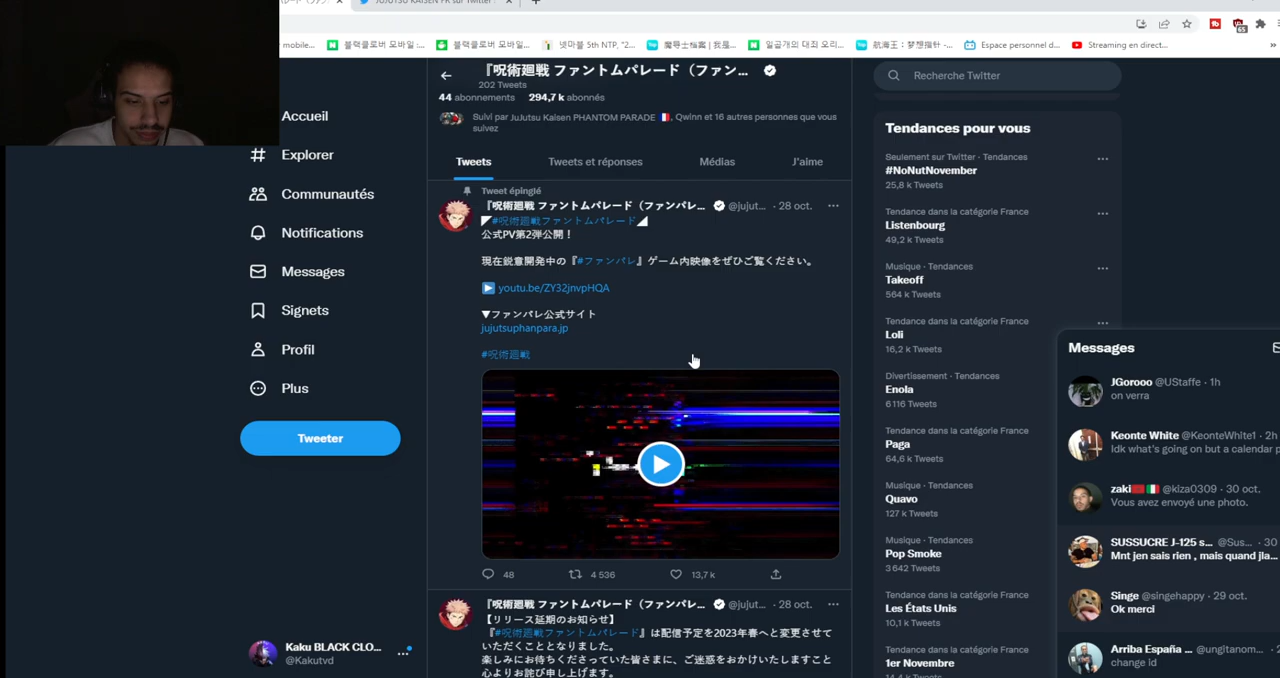 JUJUTSU KAISEN FR sur Twitter
mobile...
블랙클로버 모바일 :...
블랙클로버 모바일...
넷마블 5th NTP, "2...
魔導士档案 | 我是...
일곱개의 대죄 오리...
航海王：梦想指针 -...
Espace personnel d...
Streaming en direct...
『呪術廻戦 ファントムパレード（ファン...
202 Tweets
44 abonnements 294,7 k abonnés
Suivi par JuJutsu Kaisen PHANTOM PARADE, Qwinn et 16 autres personnes que vous
suivez
Tweets
Tweets et réponses
Médias
J'aime
Accueil
Explorer
Communautés
Notifications
Messages
Signets
Profil
Plus
Tweeter
Kaku BLACK CLO...
@Kakutvd
Tweet épinglé
『呪術廻戦 ファントムパレード（ファンパレ... @jujut... · 28 oct.
#呪術廻戦ファントムパレード
公式PV第2弾公開！
現在鋭意開発中の『#ファンパレ』ゲーム内映像をぜひご覧ください。
youtu.be/ZY32jnvpHQA
▼ファンパレ公式サイト
jujutsuphanpara.jp
#呪術廻戦
48
4 536
13,7 k
『呪術廻戦 ファントムパレード（ファンパレ... @jujut... · 28 oct.
【リリース延期のお知らせ】
『#呪術廻戦ファントムパレード』は配信予定を2023年春へと変更させて
いただくこととなりました。
楽しみにお待ちくださっていた皆さまに、ご迷惑をおかけいたしますこと
心よりお詫び申し上げます。
Recherche Twitter
Tendances pour vous
Seulement sur Twitter · Tendances
#NoNutNovember
25,8 k Tweets
Tendance dans la catégorie France
Listenbourg
49,2 k Tweets
Musique · Tendances
Takeoff
564 k Tweets
Tendance dans la catégorie France
Loli
16,2 k Tweets
Divertissement · Tendances
Enola
6 116 Tweets
Tendance dans la catégorie France
Paga
64,6 k Tweets
Musique · Tendances
Quavo
127 k Tweets
Musique · Tendances
Pop Smoke
3 642 Tweets
Tendance dans la catégorie France
Les États Unis
10,1 k Tweets
Tendance dans la catégorie France
1er Novembre
14,4 k Tweets
Messages
JGorooo @UStaffe · 1h
on verra
Keonte White @KeonteWhite1 · 2h
Idk what's going on but a calendar p
zaki @kiza0309 · 30 oct.
Vous avez envoyé une photo.
SUSSUCRE J-125 s... @Sus... · 30
Mnt jen sais rien , mais quand jla...
Singe @singehappy · 29 oct.
Ok merci
Arriba España ... @ungitanom...
change id